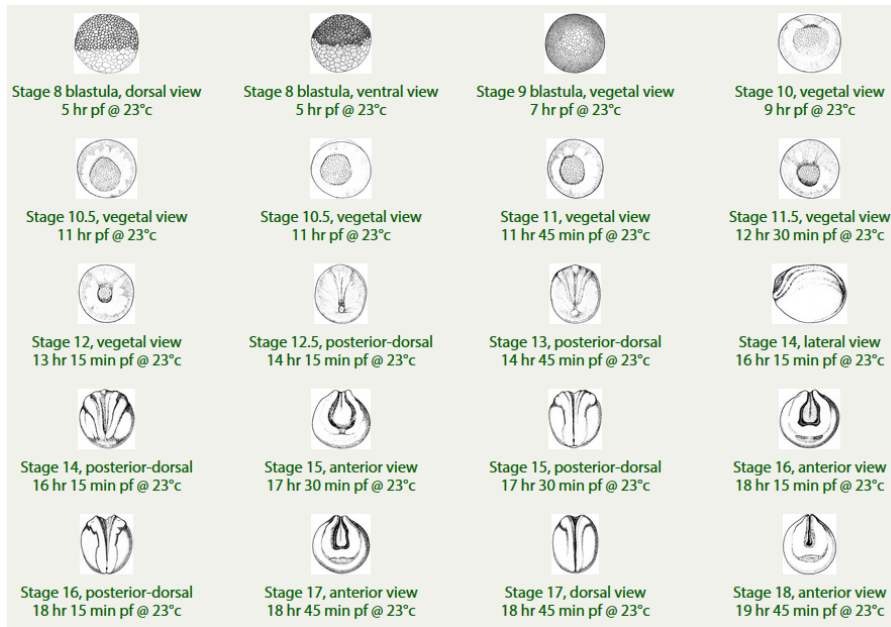 Stage 8 blastula, dorsal view
5 hr pf @ 23°c
Stage 8 blastula, ventral view
5 hr pf @ 23°c
Stage 9 blastula, vegetal view
7 hr pf @ 23°c
Stage 10, vegetal view
9 hr pf @ 23°c
Stage 10.5, vegetal view
11 hr pf @ 23°c
Stage 10.5, vegetal view
11 hr pf @ 23°c
Stage 11, vegetal view
11 hr 45 min pf @ 23°c
Stage 11.5, vegetal view
12 hr 30 min pf @ 23°c
Stage 12, vegetal view
13 hr 15 min pf @ 23°c
Stage 12.5, posterior-dorsal
14 hr 15 min pf @ 23°c
Stage 13, posterior-dorsal
14 hr 45 min pf @ 23°c
Stage 14, lateral view
16 hr 15 min pf @ 23°c
Stage 14, posterior-dorsal
16 hr 15 min pf @ 23°c
Stage 15, anterior view
17 hr 30 min pf @ 23°c
Stage 15, posterior-dorsal
17 hr 30 min pf @ 23°c
Stage 16, anterior view
18 hr 15 min pf @ 23°c
Stage 16, posterior-dorsal
18 hr 15 min pf @ 23°c
Stage 17, anterior view
18 hr 45 min pf @ 23°c
Stage 17, dorsal view
18 hr 45 min pf @ 23°c
Stage 18, anterior view
19 hr 45 min pf @ 23°c